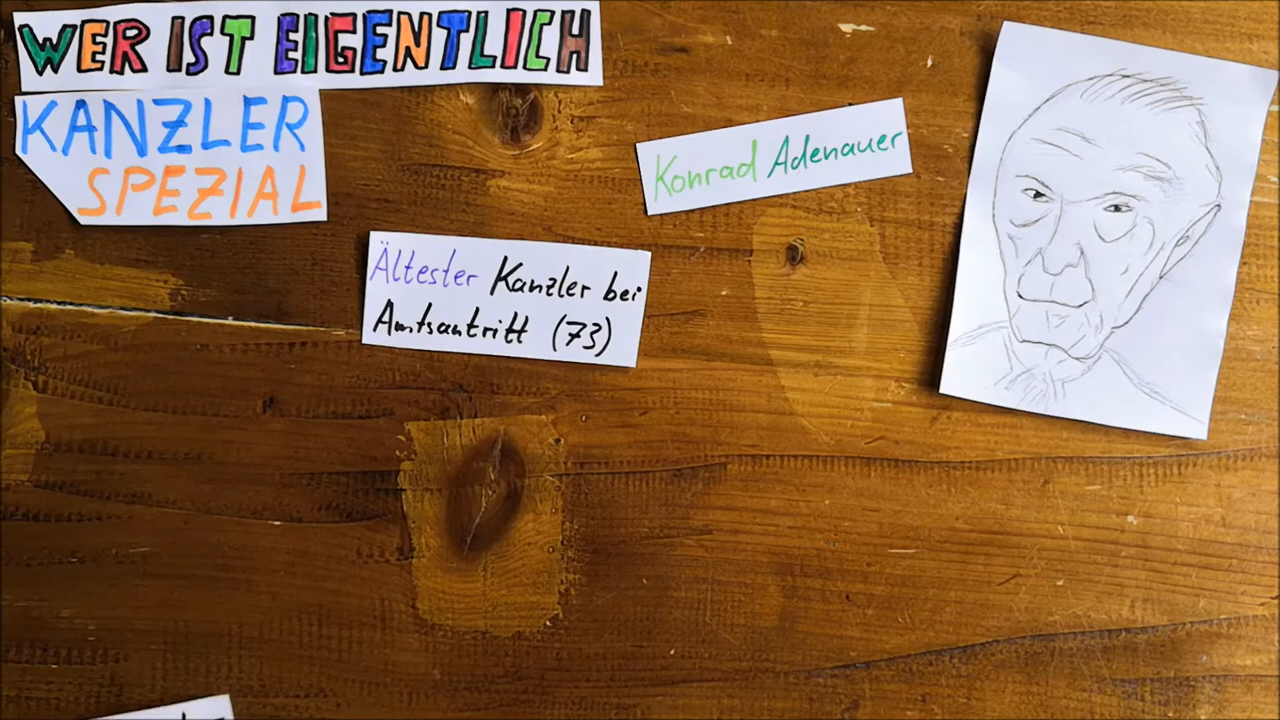 WER IST EIGENTLICH
KANZLER
SPEZIAL
Konrad Adenauer
Ältester Kanzler bei
Amtsantritt (73)